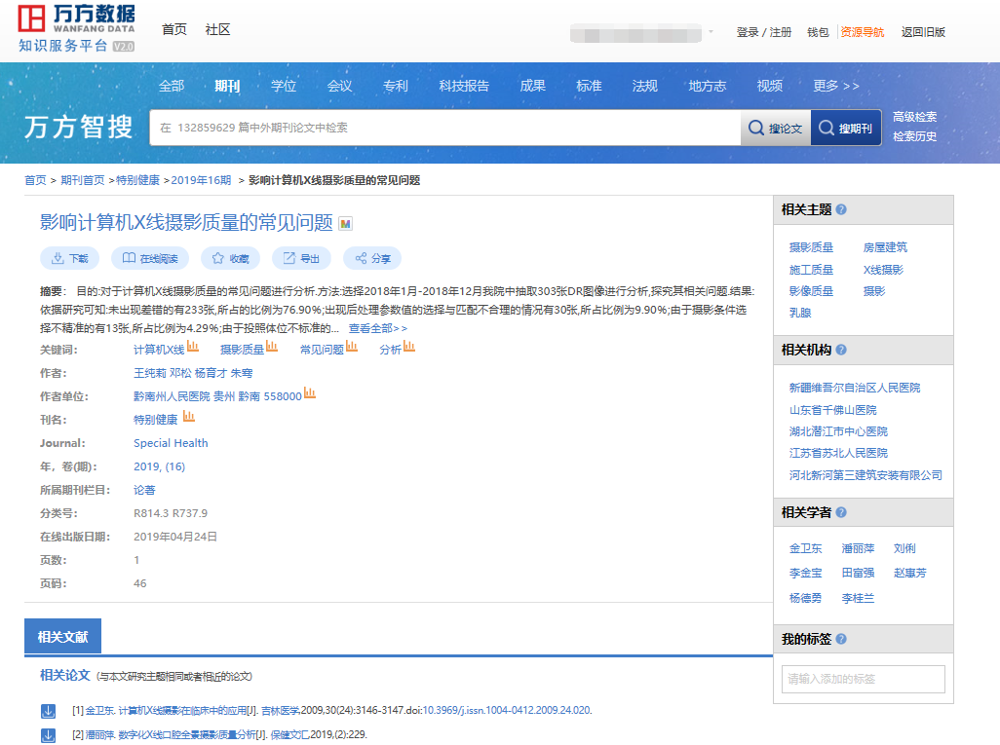 万方数据
WANFANG DATA
知识服务平台 V2.0
首页 社区
登录 / 注册 钱包 资源导航 返回旧版
全部 期刊 学位 会议 专利 科技报告 成果 标准 法规 地方志 视频 更多 >>
万方智搜
在 132859629 篇中外期刊论文中检索
搜论文 搜期刊
高级检索
检索历史
首页 > 期刊首页 >特别健康 >2019年16期 > 影响计算机X线摄影质量的常见问题
影响计算机X线摄影质量的常见问题 M
下载 在线阅读 收藏 导出 分享
摘要： 目的:对于计算机X线摄影质量的常见问题进行分析.方法:选择2018年1月-2018年12月我院中抽取303张DR图像进行分析,探究其相关问题.结果:
依据研究可知:未出现差错的有233张,所占的比例为76.90%;出现后处理参数值的选择与匹配不合理的情况有30张,所占比例为9.90%;由于摄影条件选
择不精准的有13张,所占比例为4.29%;由于投照体位不标准的... 查看全部>>
关键词： 计算机X线 摄影质量 常见问题 分析
作者： 王纯莉 邓松 杨育才 朱骞
作者单位： 黔南州人民医院 贵州 黔南 558000
刊名： 特别健康
Journal： Special Health
年，卷(期)： 2019, (16)
所属期刊栏目： 论著
分类号： R814.3 R737.9
在线出版日期： 2019年04月24日
页数： 1
页码： 46
相关文献
相关论文 (与本文研究主题相同或者相近的论文)
[1] 金卫东. 计算机X线摄影在临床中的应用[J]. 吉林医学,2009,30(24):3146-3147.doi:10.3969/j.issn.1004-0412.2009.24.020.
[2] 潘丽萍. 数字化X线口腔全景摄影质量分析[J]. 保健文汇,2019,(2):229.
相关主题 ?
摄影质量 房屋建筑
施工质量 X线摄影
影像质量 摄影
乳腺
相关机构 ?
新疆维吾尔自治区人民医院
山东省千佛山医院
湖北潜江市中心医院
江苏省苏北人民医院
河北新河第三建筑安装有限公司
相关学者 ?
金卫东 潘丽萍 刘俐
李金宝 田富强 赵惠芳
杨德勇 李桂兰
我的标签 ?
请输入添加的标签